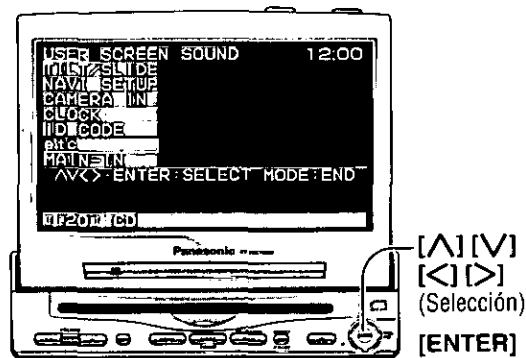 USER SCREEN SOUND 12:00
TILT/SLIDE
NAVI SETUP
CAMERA IN
CLOCK
ID CODE
etc
MAIN-IN
∧∨<>·ENTER:SELECT MODE:END
CD
Panasonic
[∧] [∨]
[<] [>]
(Selección)
[ENTER]